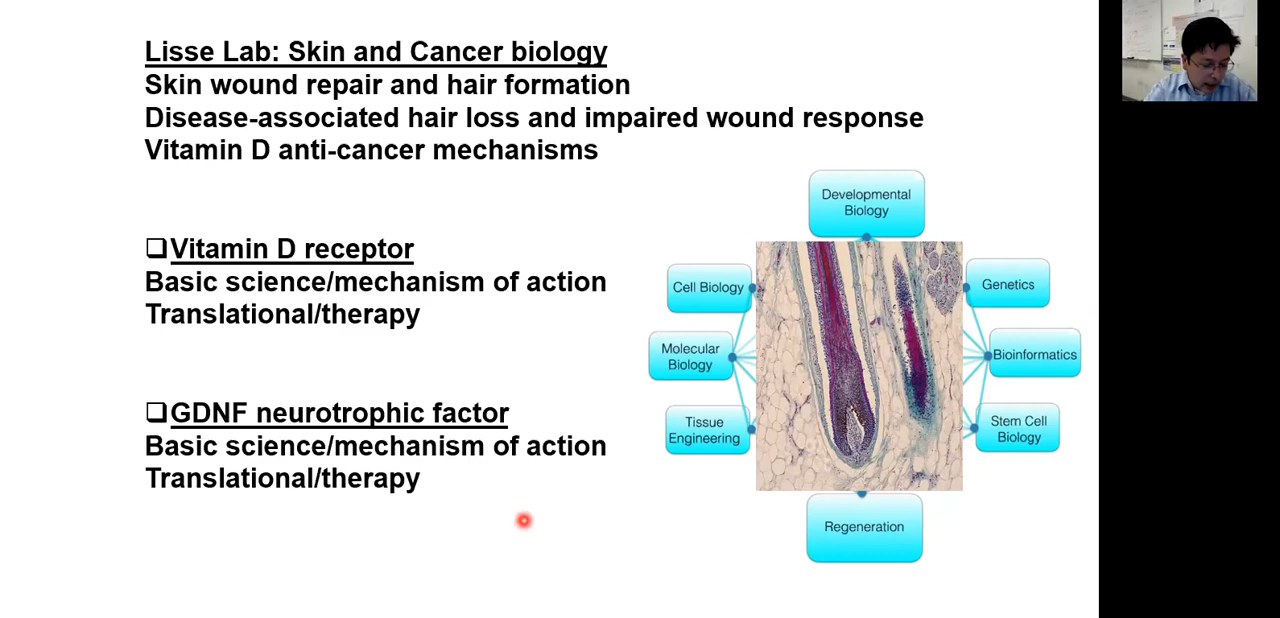 Lisse Lab: Skin and Cancer biology
Skin wound repair and hair formation
Disease-associated hair loss and impaired wound response
Vitamin D anti-cancer mechanisms
Vitamin D receptor
Basic science/mechanism of action
Translational/therapy
GDNF neurotrophic factor
Basic science/mechanism of action
Translational/therapy
Developmental
Biology
Cell Biology
Genetics
Molecular
Biology
Bioinformatics
Tissue
Engineering
Stem Cell
Biology
Regeneration